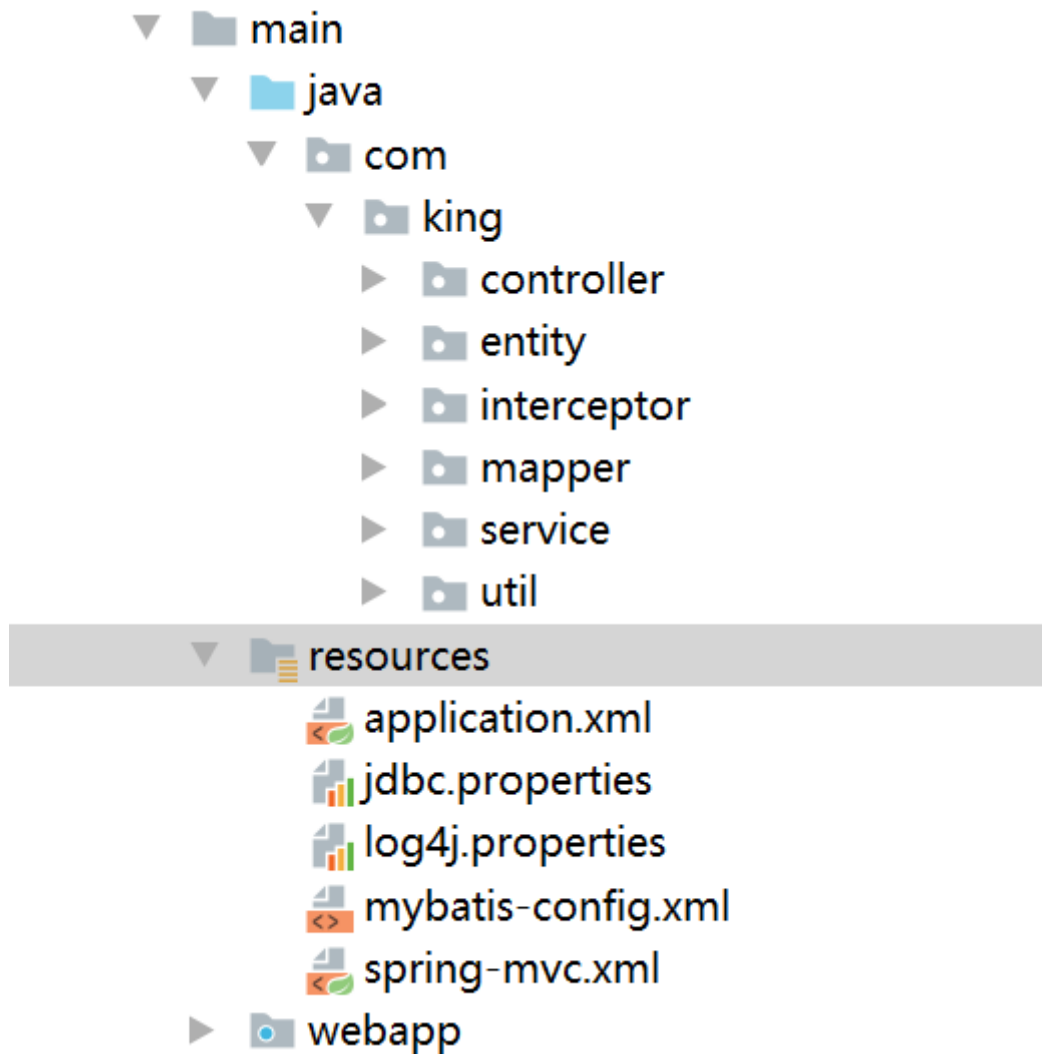 main
java
com
king
controller
entity
interceptor
mapper
service
util
resources
application.xml
jdbc.properties
log4j.properties
mybatis-config.xml
spring-mvc.xml
webapp